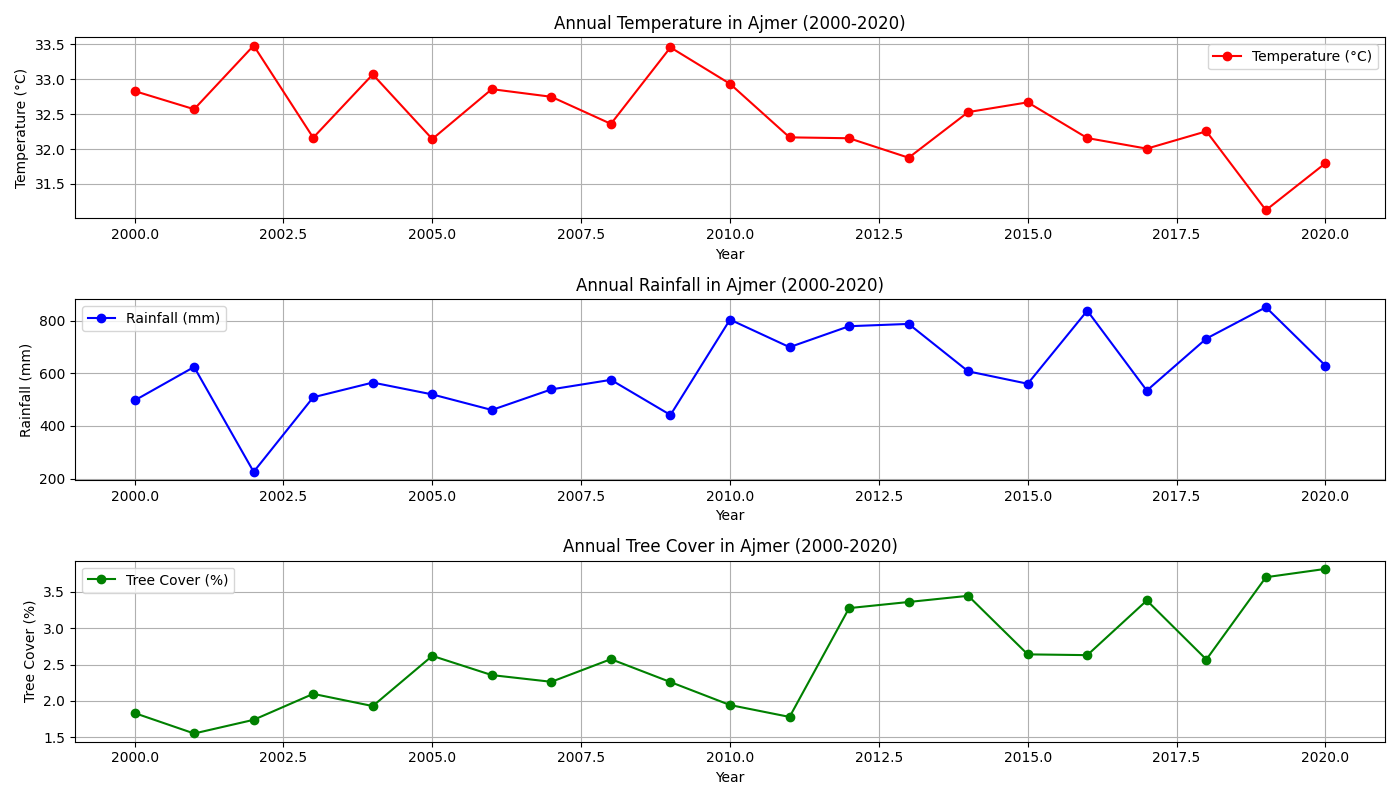 Annual Temperature in Ajmer (2000-2020)
Temperature (°C)
33.5
33.0
32.5
32.0
31.5
Temperature (°C)
2000.0 2002.5 2005.0 2007.5 2010.0 2012.5 2015.0 2017.5 2020.0
Year
Annual Rainfall in Ajmer (2000-2020)
Rainfall (mm)
800
600
400
200
Rainfall (mm)
2000.0 2002.5 2005.0 2007.5 2010.0 2012.5 2015.0 2017.5 2020.0
Year
Annual Tree Cover in Ajmer (2000-2020)
Tree Cover (%)
3.5
3.0
2.5
2.0
1.5
Tree Cover (%)
2000.0 2002.5 2005.0 2007.5 2010.0 2012.5 2015.0 2017.5 2020.0
Year